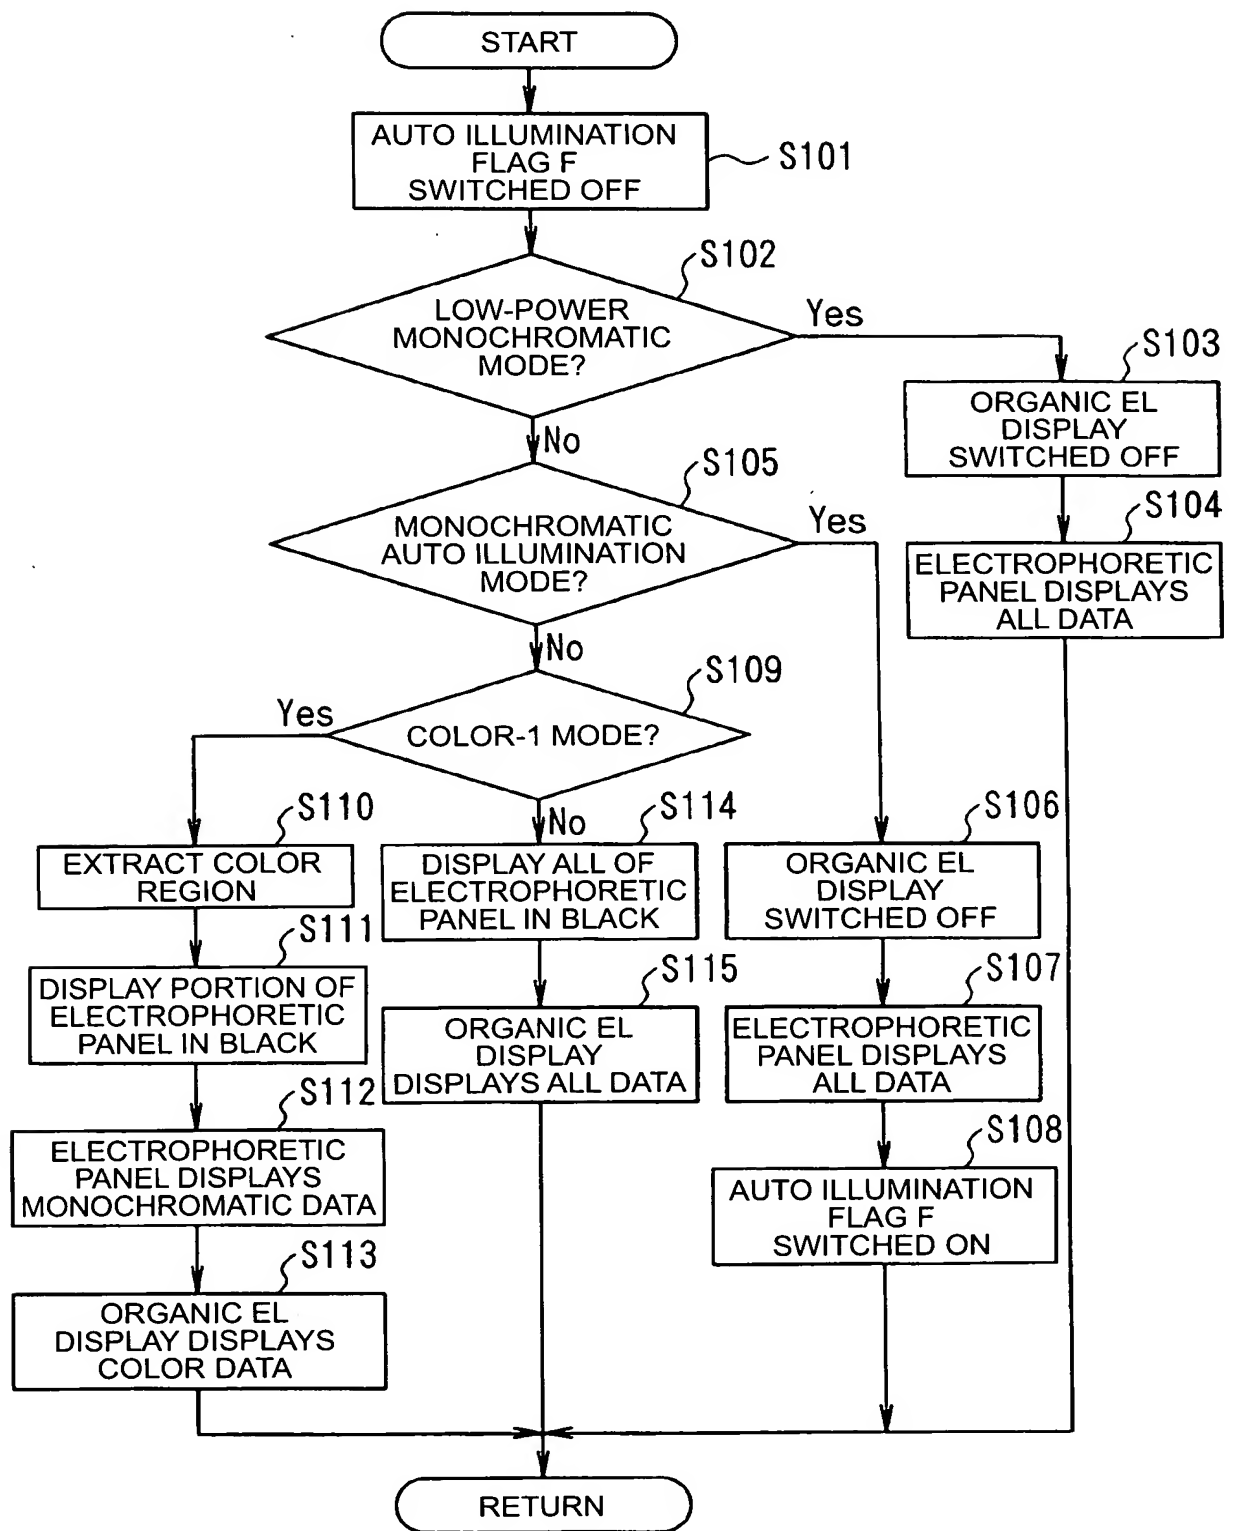 START
AUTO ILLUMINATION
FLAG F
SWITCHED OFF
S101
S102
LOW-POWER
MONOCHROMATIC
MODE?
Yes
S103
ORGANIC EL
DISPLAY
SWITCHED OFF
No
S105
MONOCHROMATIC
AUTO ILLUMINATION
MODE?
Yes
S104
ELECTROPHORETIC
PANEL DISPLAYS
ALL DATA
No
S109
COLOR-1 MODE?
Yes
No
S110
EXTRACT COLOR
REGION
S111
DISPLAY PORTION OF
ELECTROPHORETIC
PANEL IN BLACK
S112
ELECTROPHORETIC
PANEL DISPLAYS
MONOCHROMATIC DATA
S113
ORGANIC EL
DISPLAY DISPLAYS
COLOR DATA
S114
DISPLAY ALL OF
ELECTROPHORETIC
PANEL IN BLACK
S115
ORGANIC EL
DISPLAY
DISPLAYS ALL DATA
S106
ORGANIC EL
DISPLAY
SWITCHED OFF
S107
ELECTROPHORETIC
PANEL DISPLAYS
ALL DATA
S108
AUTO ILLUMINATION
FLAG F
SWITCHED ON
RETURN